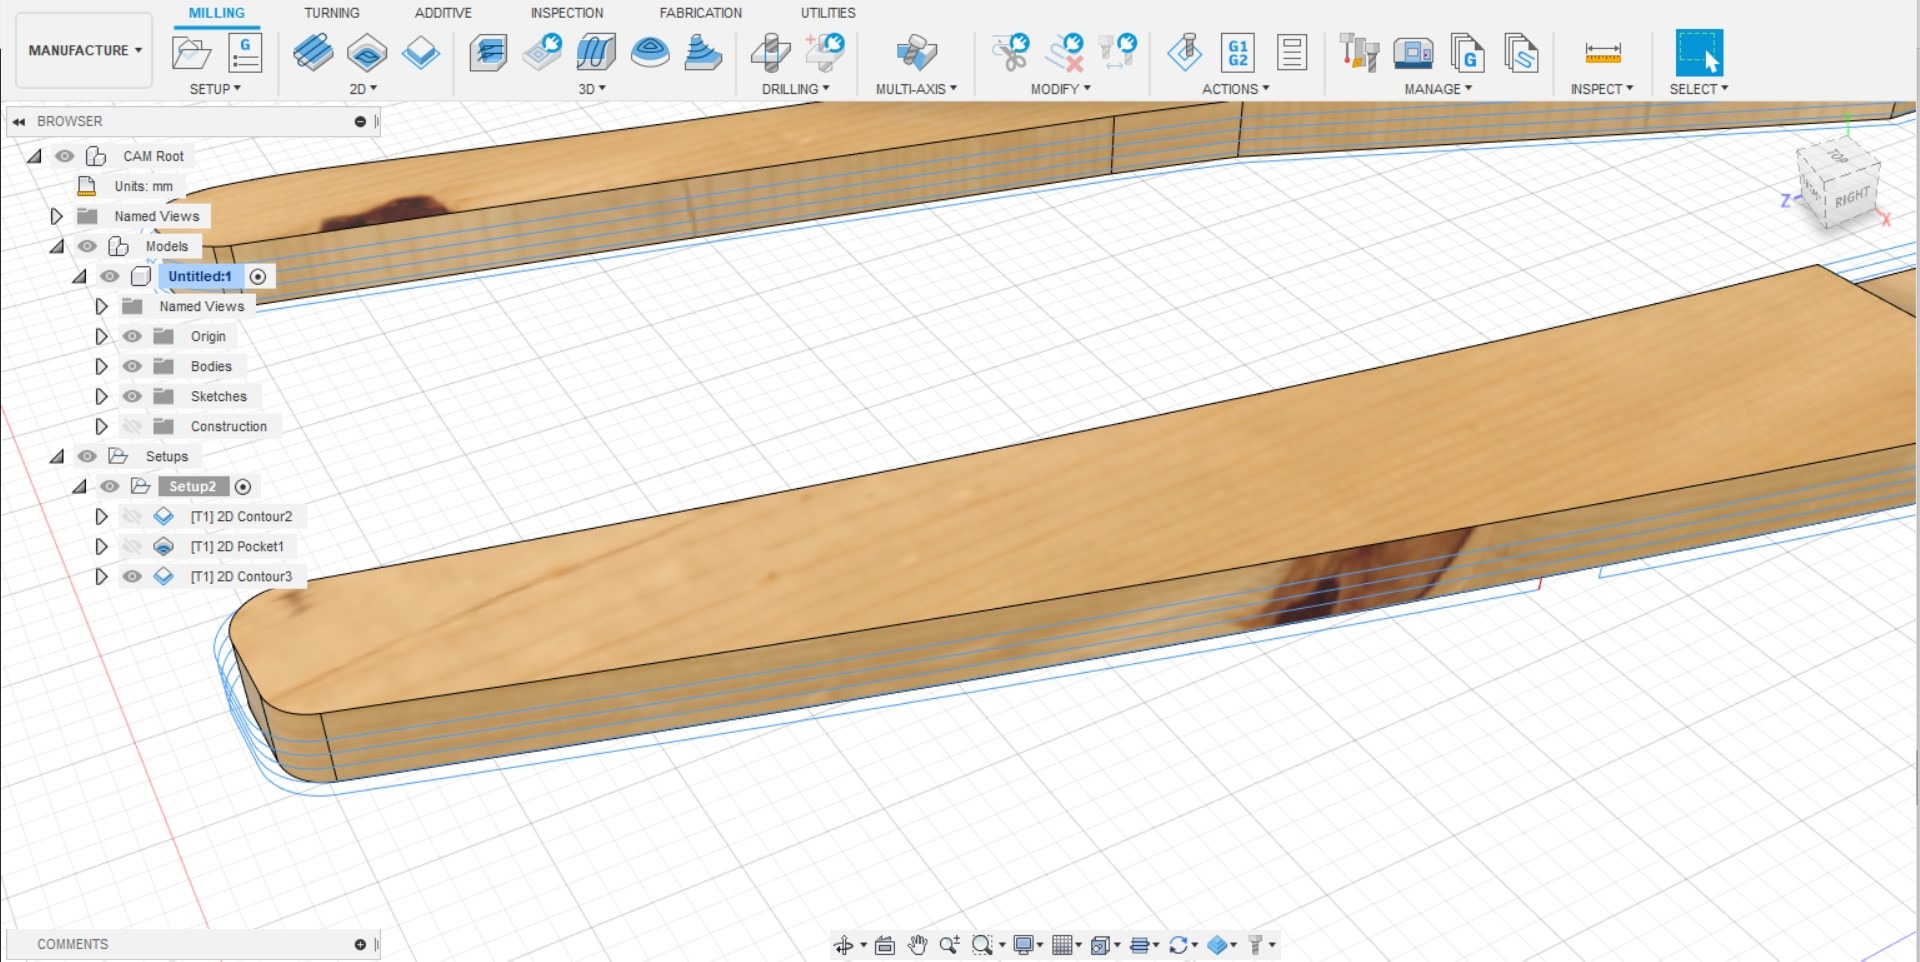 MILLING TURNING ADDITIVE INSPECTION FABRICATION UTILITIES
MANUFACTURE
G
G1
G2
G
SETUP 2D 3D DRILLING MULTI-AXIS MODIFY ACTIONS MANAGE INSPECT SELECT
BROWSER
CAM Root
Units: mm
Named Views
Models
Untitled:1
Named Views
Origin
Bodies
Sketches
Construction
Setups
Setup2
[T1] 2D Contour2
[T1] 2D Pocket1
[T1] 2D Contour3
TOP
RIGHT
Z
X
COMMENTS